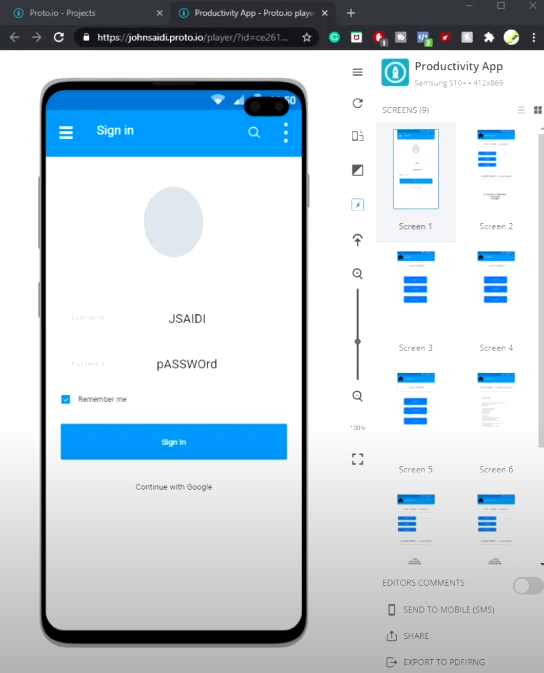 Proto.io - Projects
Productivity App - Proto.io playe
https://johnsaidi.proto.io/player/?id=ce261...
Productivity App
Samsung S10+ • 412x869
SCREENS (9)
:50
Sign in
Username
JSAIDI
Password
pASSWOrd
Remember me
Sign In
Continue with Google
100%
Screen 1
Screen 2
Screen 3
Screen 4
Screen 5
Screen 6
EDITORS COMMENTS
SEND TO MOBILE (SMS)
SHARE
EXPORT TO PDF/PNG